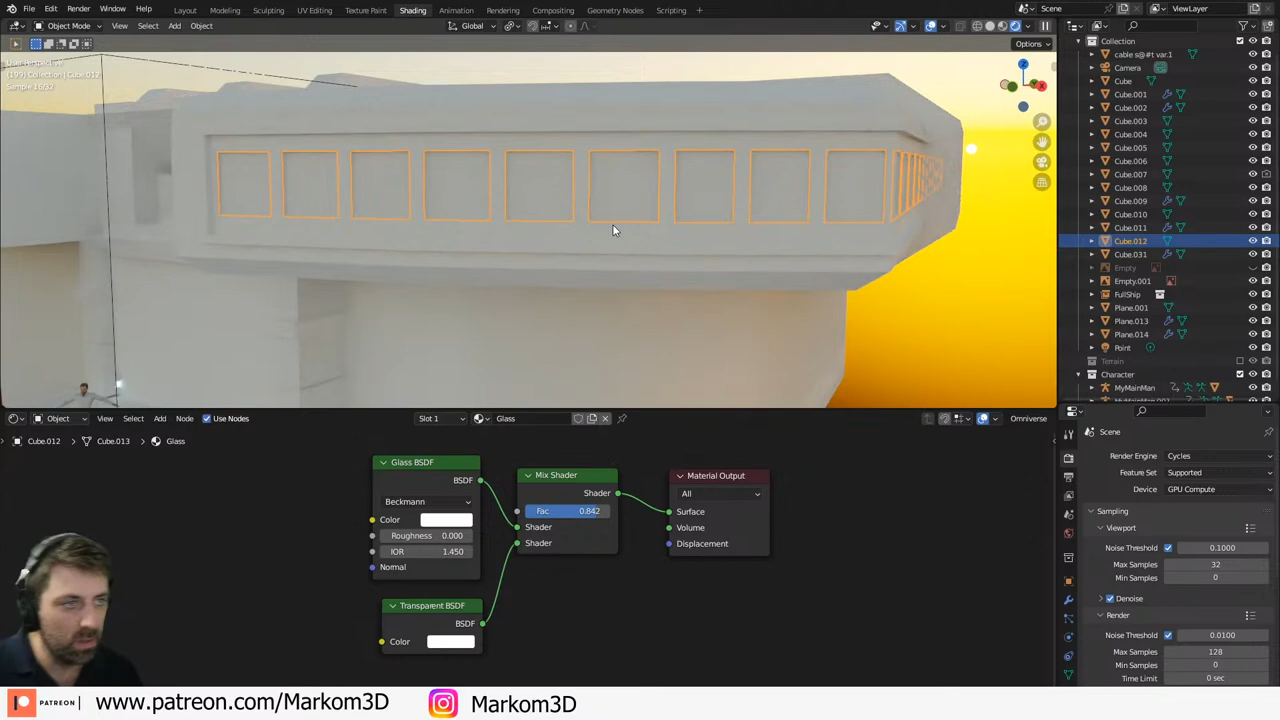 File Edit Render Window Help
Layout Modeling Sculpting UV Editing Texture Paint Shading Animation Rendering Compositing Geometry Nodes Scripting
Scene ViewLayer
Object Mode View Select Add Object
Global
Options
(199) Collection | Cube.012
Sample 16/32
Z
Collection
cable s@#t var.1
Camera
Cube
Cube.001
Cube.002
Cube.003
Cube.004
Cube.005
Cube.006
Cube.007
Cube.008
Cube.009
Cube.010
Cube.011
Cube.012
Cube.031
Empty
Empty.001
FullShip
Plane.001
Plane.013
Plane.014
Point
Terrain
Character
MyMainMan
MyMainMan.001
Object View Select Add Node Use Nodes Slot 1 Glass Omniverse
Cube.012 Cube.013 Glass
Glass BSDF
BSDF
Beckmann
Color
Roughness 0.000
IOR 1.450
Normal
Mix Shader
Shader
Fac 0.842
Shader
Shader
Material Output
All
Surface
Volume
Displacement
Transparent BSDF
BSDF
Color
Scene
Render Engine Cycles
Feature Set Supported
Device GPU Compute
Sampling
Viewport
Noise Threshold 0.1000
Max Samples 32
Min Samples 0
Denoise
Render
Noise Threshold 0.0100
Max Samples 128
Min Samples 0
Time Limit 0 sec
PATREON www.patreon.com/Markom3D Markom3D